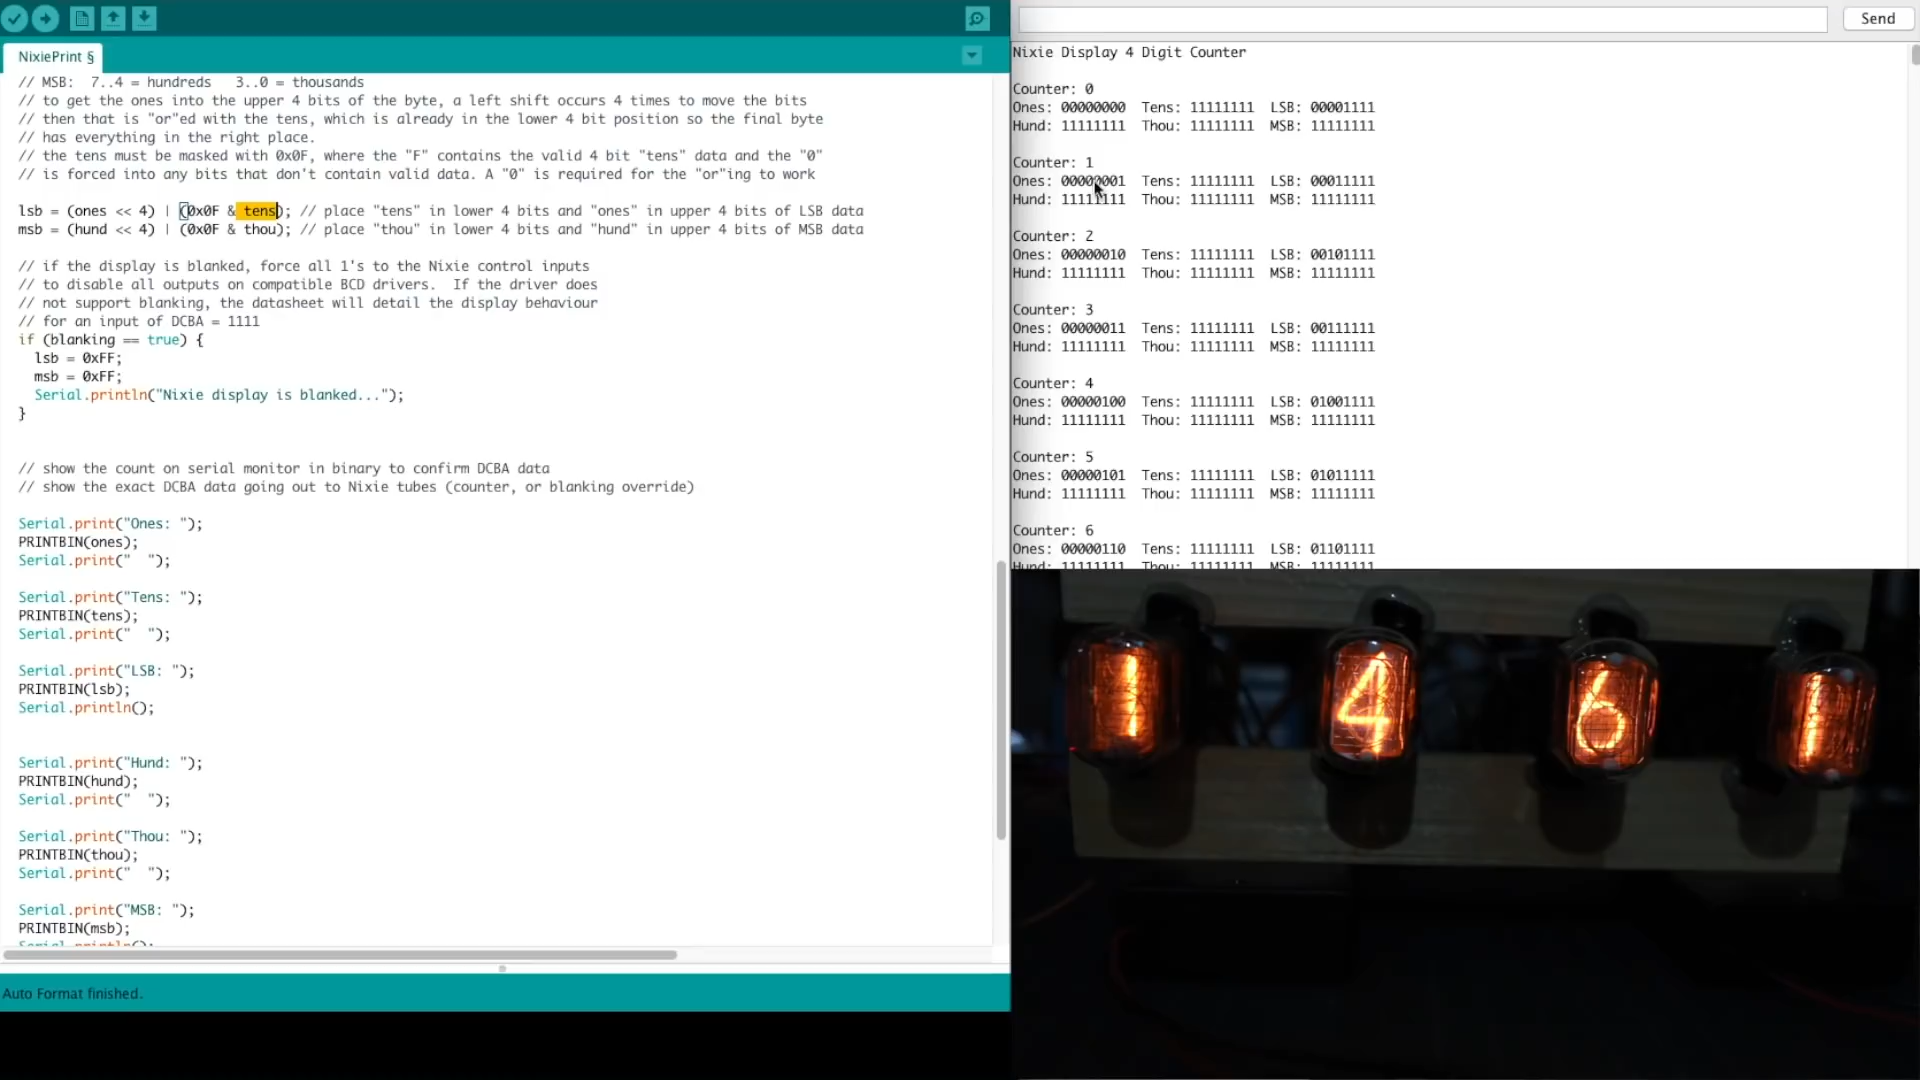 NixiePrint §
// MSB:  7..4 = hundreds   3..0 = thousands
// to get the ones into the upper 4 bits of the byte, a left shift occurs 4 times to move the bits
// then that is "or"ed with the tens, which is already in the lower 4 bit position so the final byte
// has everything in the right place.
// the tens must be masked with 0x0F, where the "F" contains the valid 4 bit "tens" data and the "0"
// is forced into any bits that don't contain valid data. A "0" is required for the "or"ing to work
lsb = (ones << 4) | (0x0F & tens); // place "tens" in lower 4 bits and "ones" in upper 4 bits of LSB data
msb = (hund << 4) | (0x0F & thou); // place "thou" in lower 4 bits and "hund" in upper 4 bits of MSB data
// if the display is blanked, force all 1's to the Nixie control inputs
// to disable all outputs on compatible BCD drivers.  If the driver does
// not support blanking, the datasheet will detail the display behaviour
// for an input of DCBA = 1111
if (blanking == true) {
lsb = 0xFF;
msb = 0xFF;
Serial.println("Nixie display is blanked...");
}
// show the count on serial monitor in binary to confirm DCBA data
// show the exact DCBA data going out to Nixie tubes (counter, or blanking override)
Serial.print("Ones: ");
PRINTBIN(ones);
Serial.print("  ");
Serial.print("Tens: ");
PRINTBIN(tens);
Serial.print("  ");
Serial.print("LSB: ");
PRINTBIN(lsb);
Serial.println();
Serial.print("Hund: ");
PRINTBIN(hund);
Serial.print("  ");
Serial.print("Thou: ");
PRINTBIN(thou);
Serial.print("  ");
Serial.print("MSB: ");
PRINTBIN(msb);
Serial.println();
Auto Format finished.
Send
Nixie Display 4 Digit Counter
Counter: 0
Ones: 00000000  Tens: 11111111  LSB: 00001111
Hund: 11111111  Thou: 11111111  MSB: 11111111
Counter: 1
Ones: 00000001  Tens: 11111111  LSB: 00011111
Hund: 11111111  Thou: 11111111  MSB: 11111111
Counter: 2
Ones: 00000010  Tens: 11111111  LSB: 00101111
Hund: 11111111  Thou: 11111111  MSB: 11111111
Counter: 3
Ones: 00000011  Tens: 11111111  LSB: 00111111
Hund: 11111111  Thou: 11111111  MSB: 11111111
Counter: 4
Ones: 00000100  Tens: 11111111  LSB: 01001111
Hund: 11111111  Thou: 11111111  MSB: 11111111
Counter: 5
Ones: 00000101  Tens: 11111111  LSB: 01011111
Hund: 11111111  Thou: 11111111  MSB: 11111111
Counter: 6
Ones: 00000110  Tens: 11111111  LSB: 01101111
Hund: 11111111  Thou: 11111111  MSB: 11111111
1 4 6 1